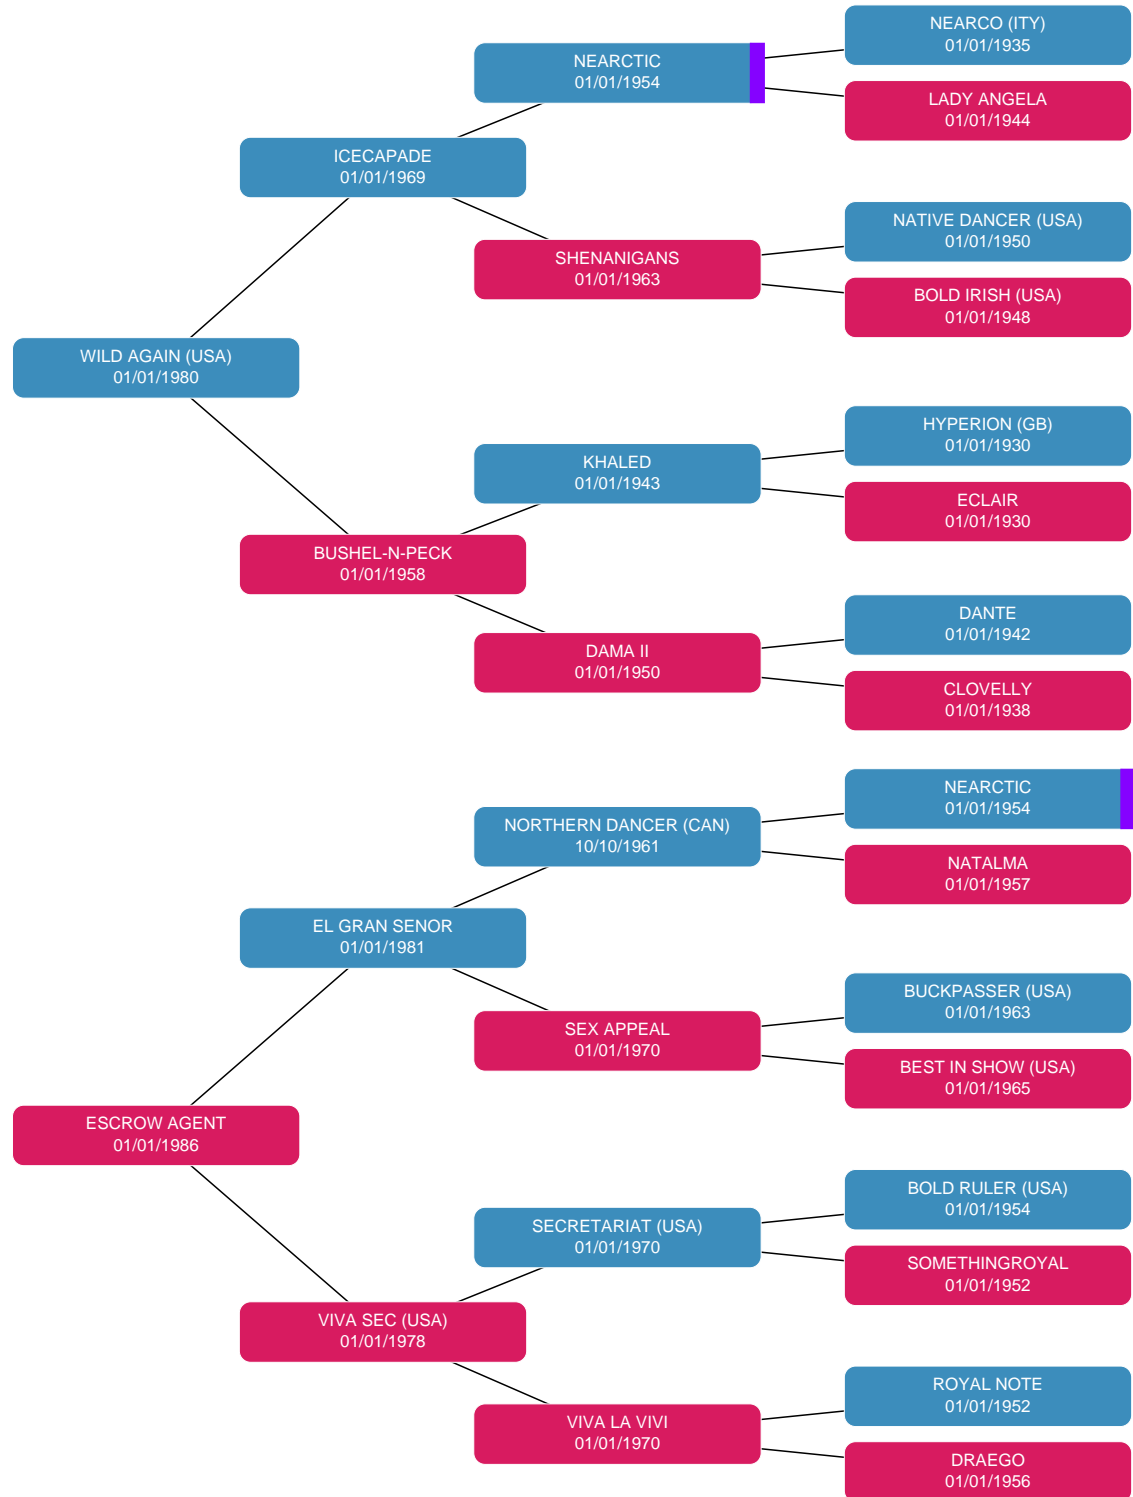 NEARCO (ITY)
01/01/1935
NEARCTIC
01/01/1954
LADY ANGELA
01/01/1944
ICECAPADE
01/01/1969
NATIVE DANCER (USA)
01/01/1950
SHENANIGANS
01/01/1963
BOLD IRISH (USA)
01/01/1948
WILD AGAIN (USA)
01/01/1980
HYPERION (GB)
01/01/1930
KHALED
01/01/1943
ECLAIR
01/01/1930
BUSHEL-N-PECK
01/01/1958
DANTE
01/01/1942
DAMA II
01/01/1950
CLOVELLY
01/01/1938
NEARCTIC
01/01/1954
NORTHERN DANCER (CAN)
10/10/1961
NATALMA
01/01/1957
EL GRAN SENOR
01/01/1981
BUCKPASSER (USA)
01/01/1963
SEX APPEAL
01/01/1970
BEST IN SHOW (USA)
01/01/1965
ESCROW AGENT
01/01/1986
BOLD RULER (USA)
01/01/1954
SECRETARIAT (USA)
01/01/1970
SOMETHINGROYAL
01/01/1952
VIVA SEC (USA)
01/01/1978
ROYAL NOTE
01/01/1952
VIVA LA VIVI
01/01/1970
DRAEGO
01/01/1956